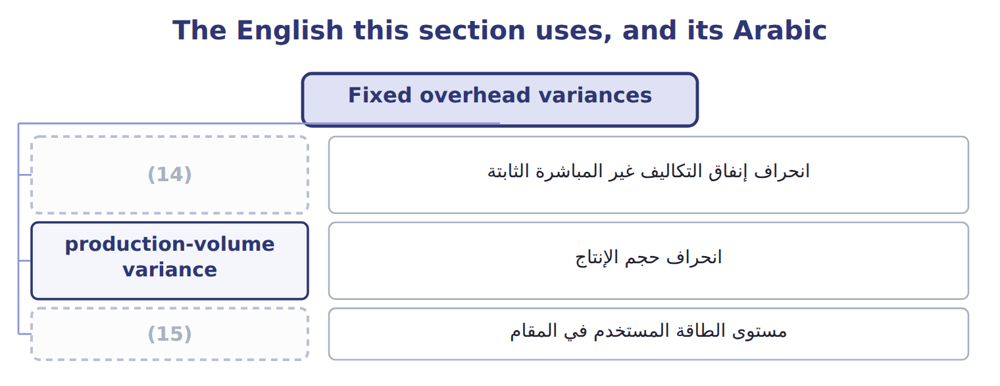 The English this section uses, and its Arabic
Fixed overhead variances
(14)
انحراف إنفاق التكاليف غير المباشرة الثابتة
production-volume
variance
انحراف حجم الإنتاج
(15)
مستوى الطاقة المستخدم في المقام